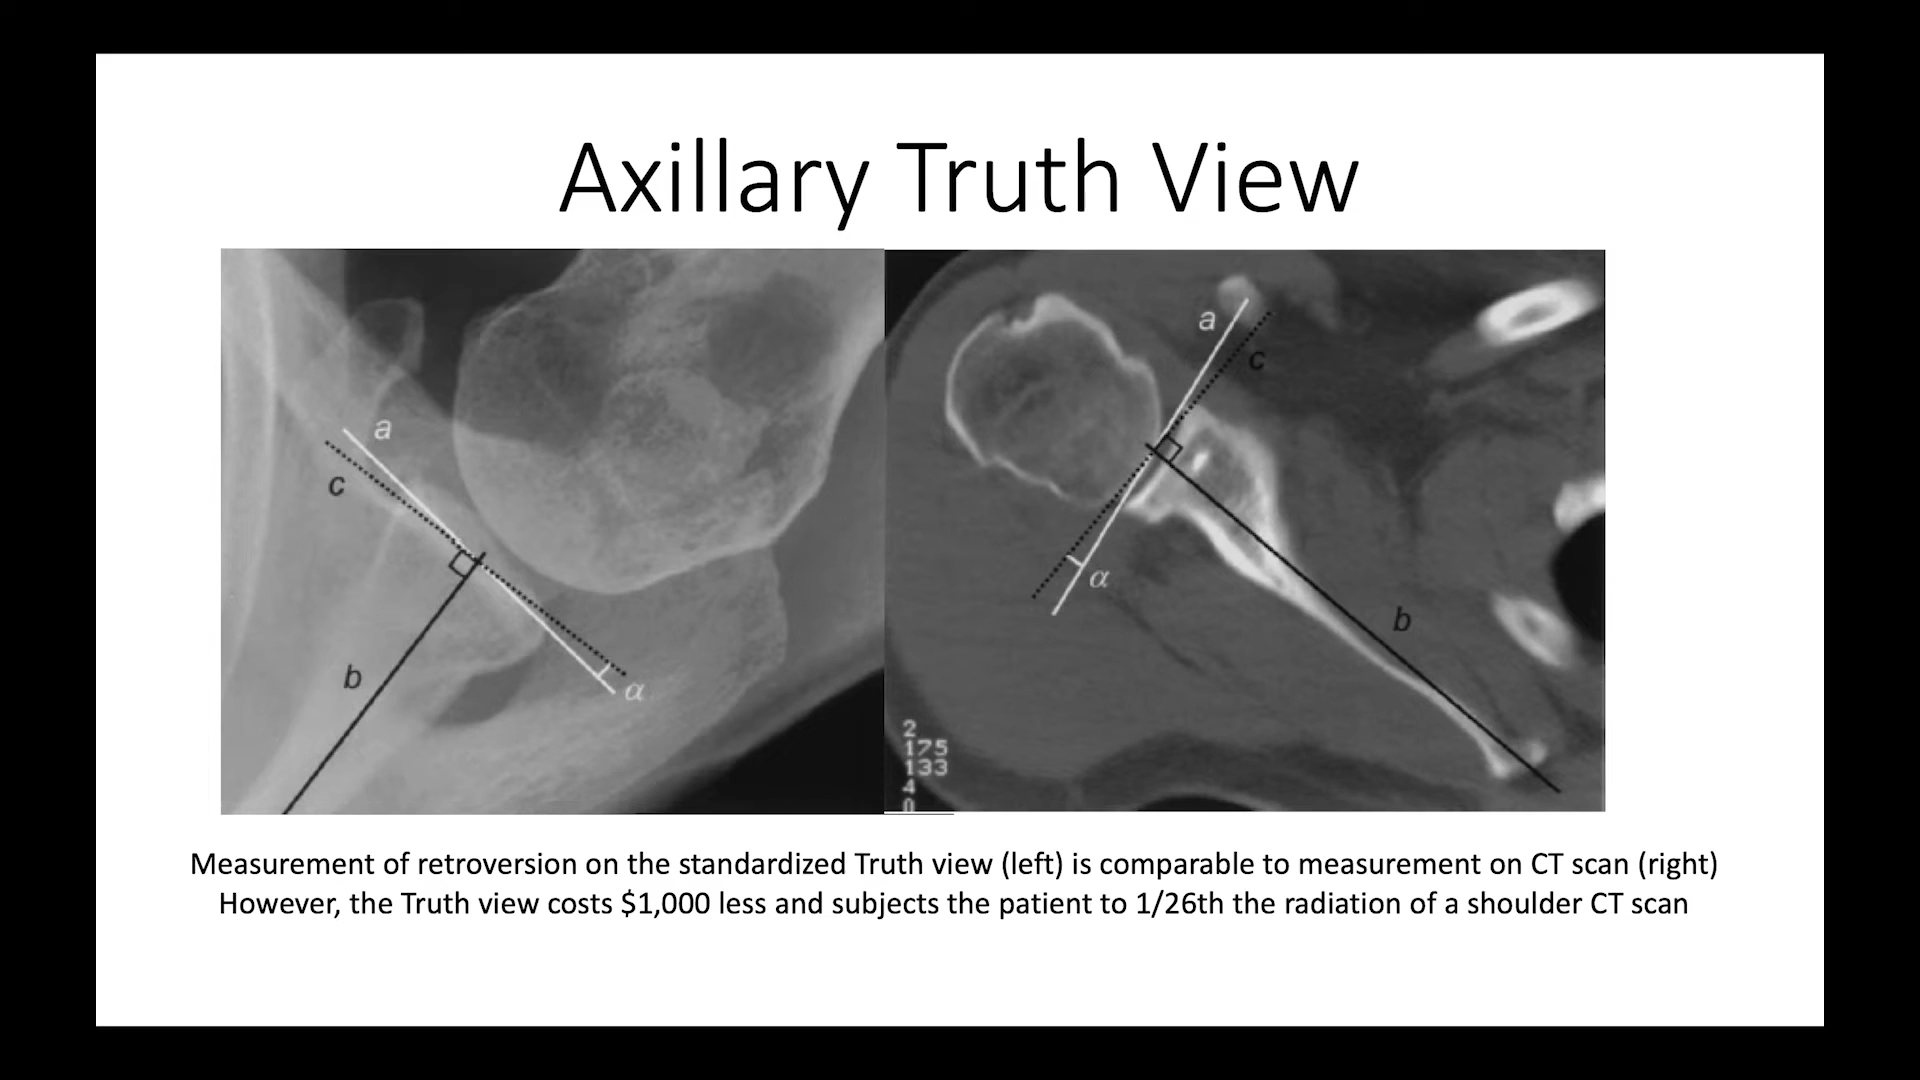 Axillary Truth View
a
c
b
α
a
c
α
b
2
175
133
4
0
Measurement of retroversion on the standardized Truth view (left) is comparable to measurement on CT scan (right)
However, the Truth view costs $1,000 less and subjects the patient to 1/26th the radiation of a shoulder CT scan